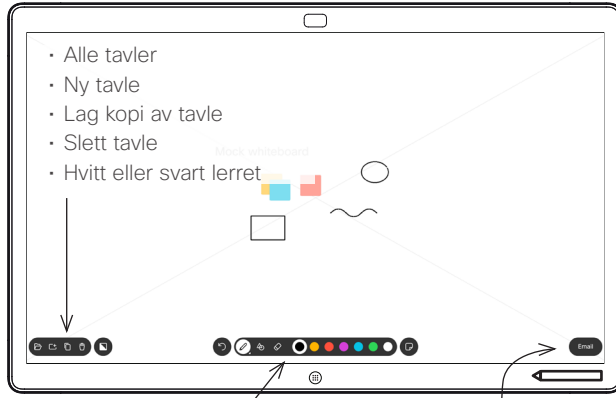 · Alle tavler
· Ny tavle
· Lag kopi av tavle
· Slett tavle
Mock whiteboard
· Hvitt eller svart lerret
Email